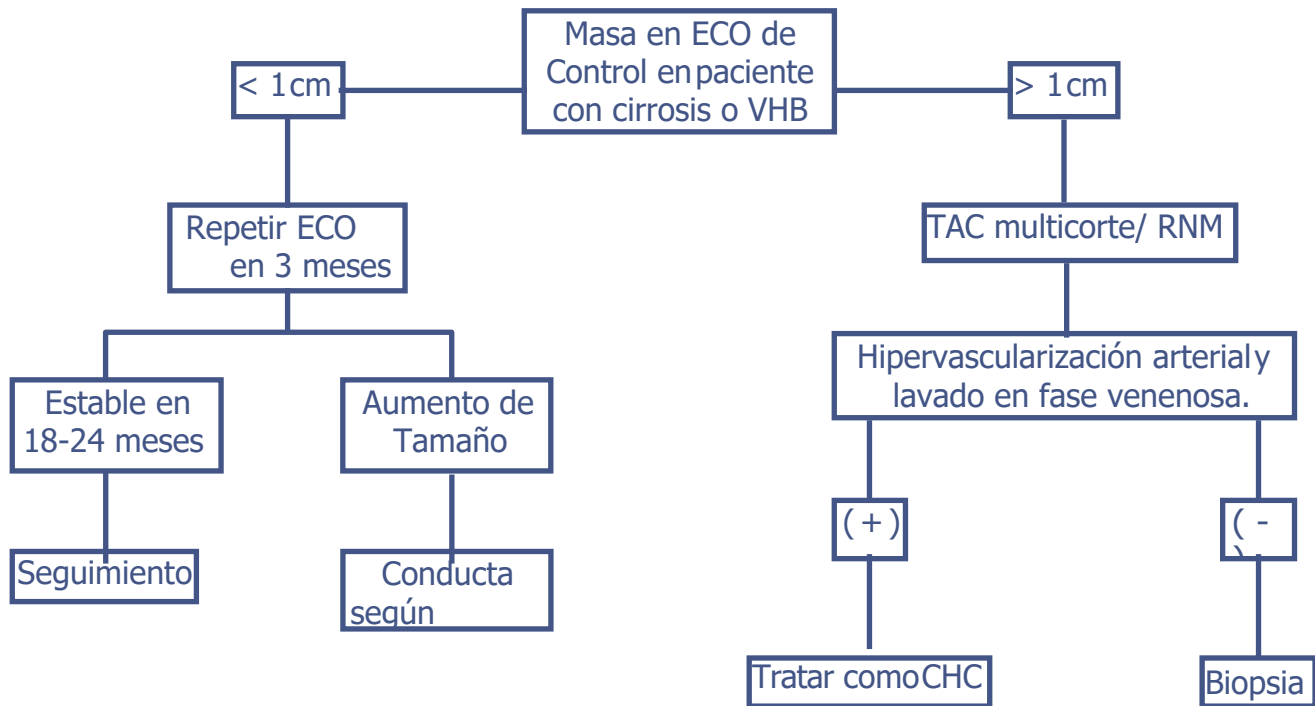 Masa en ECO de
Control en paciente
con cirrosis o VHB
< 1cm
> 1cm
Repetir ECO
en 3 meses
TAC multicorte/ RNM
Estable en
18-24 meses
Aumento de
Tamaño
Hipervascularización arterial y
lavado en fase venenosa.
Seguimiento
Conducta
según
(+)
( -
)
Tratar como CHC
Biopsia